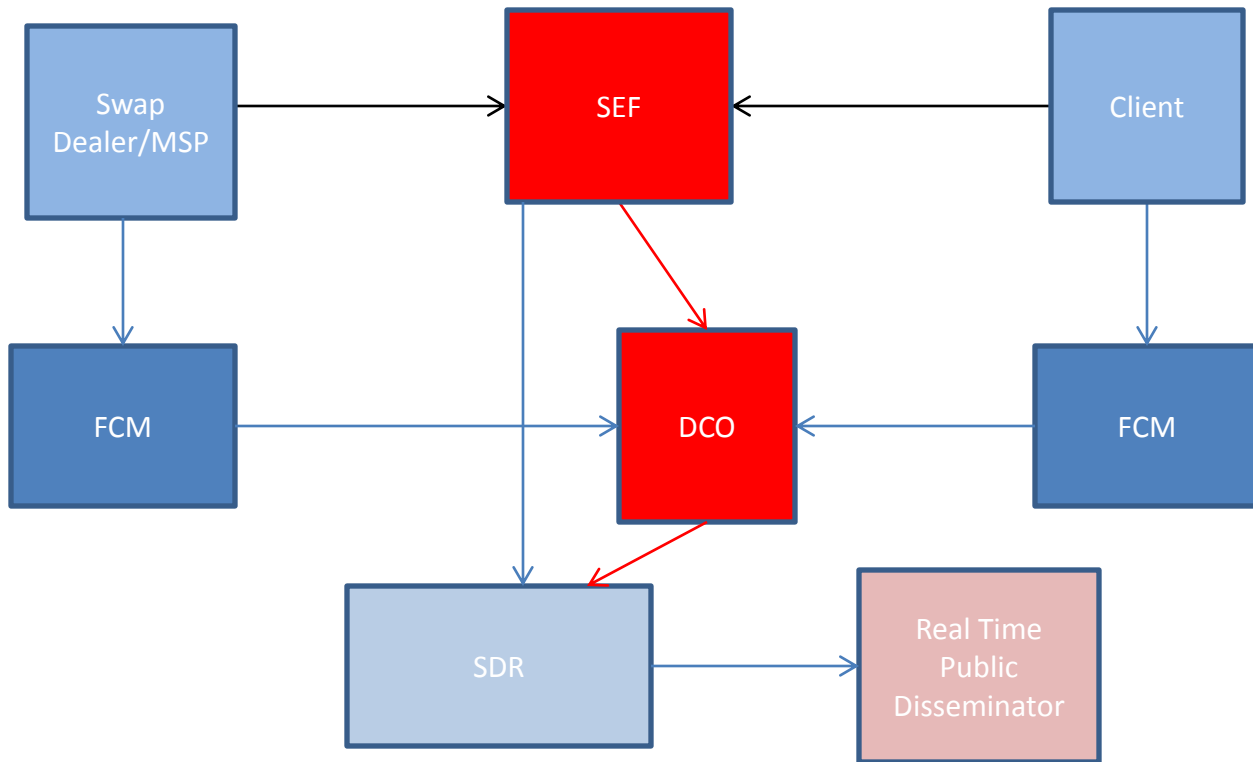 Swap
Dealer/MSP
SEF
Client
FCM
DCO
FCM
SDR
Real Time
Public
Disseminator